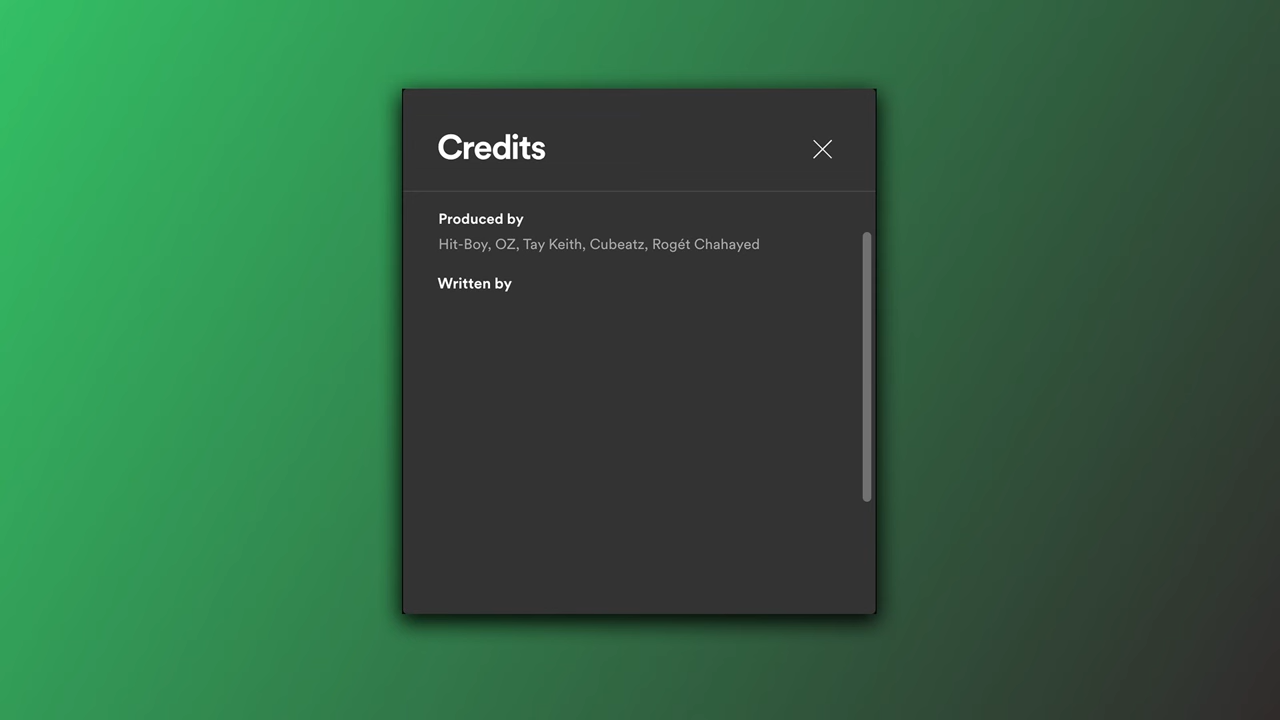 Credits
Produced by
Hit-Boy, OZ, Tay Keith, Cubeatz, Rogét Chahayed
Written by